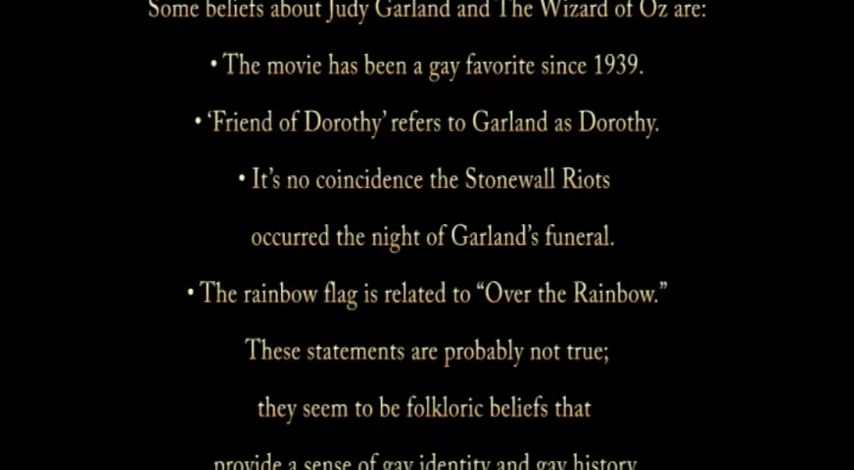 Some beliefs about Judy Garland and The Wizard of Oz are:
• The movie has been a gay favorite since 1939.
• ‘Friend of Dorothy’ refers to Garland as Dorothy.
• It’s no coincidence the Stonewall Riots
occurred the night of Garland’s funeral.
• The rainbow flag is related to “Over the Rainbow.”
These statements are probably not true;
they seem to be folkloric beliefs that
provide a sense of gay identity and gay history